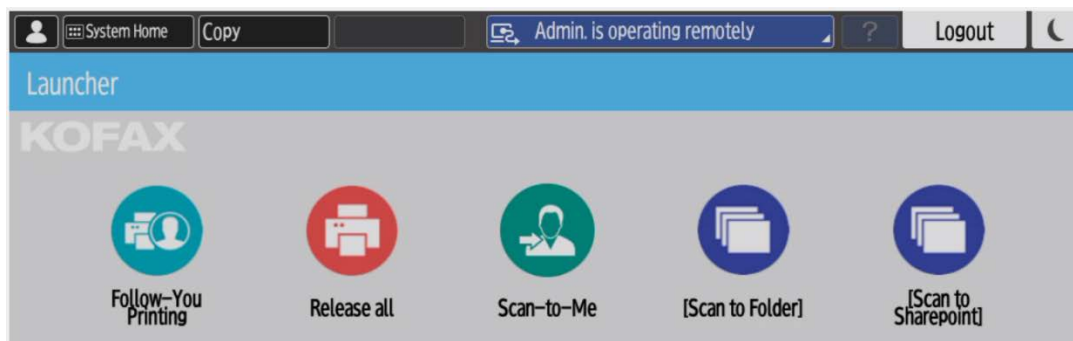 System Home
Copy
Admin. is operating remotely
?
Logout
Launcher
KOFAX
Follow-You
Printing
Release all
Scan-to-Me
[Scan to Folder]
[Scan to
Sharepoint]